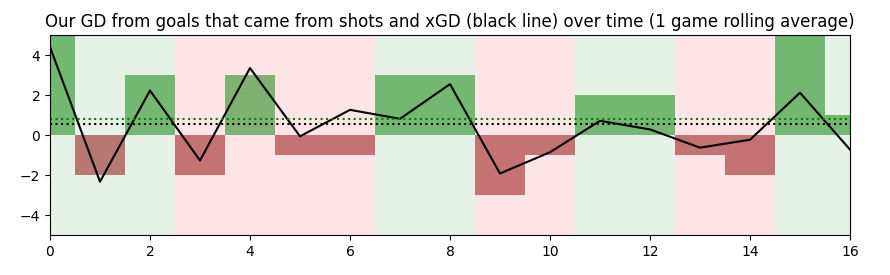 Our GD from goals that came from shots and xGD (black line) over time (1 game rolling average)
4
2
0
−2
−4
0 2 4 6 8 10 12 14 16